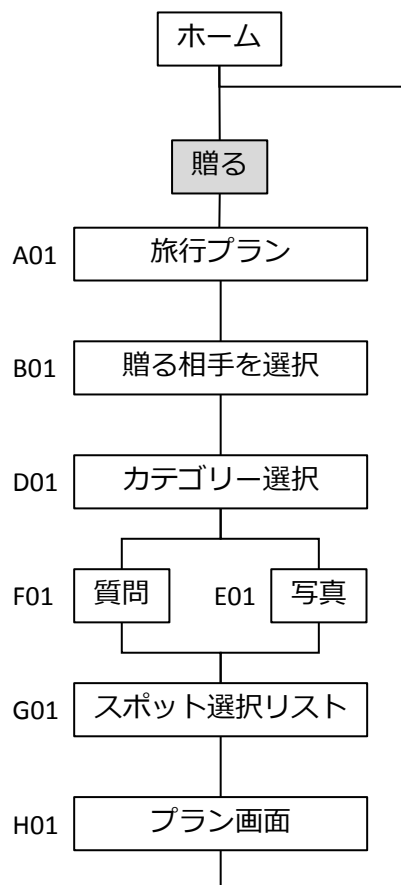 ホーム
贈る
A01 旅行プラン
B01 贈る相手を選択
D01 カテゴリー選択
F01 質問 E01 写真
G01 スポット選択リスト
H01 プラン画面